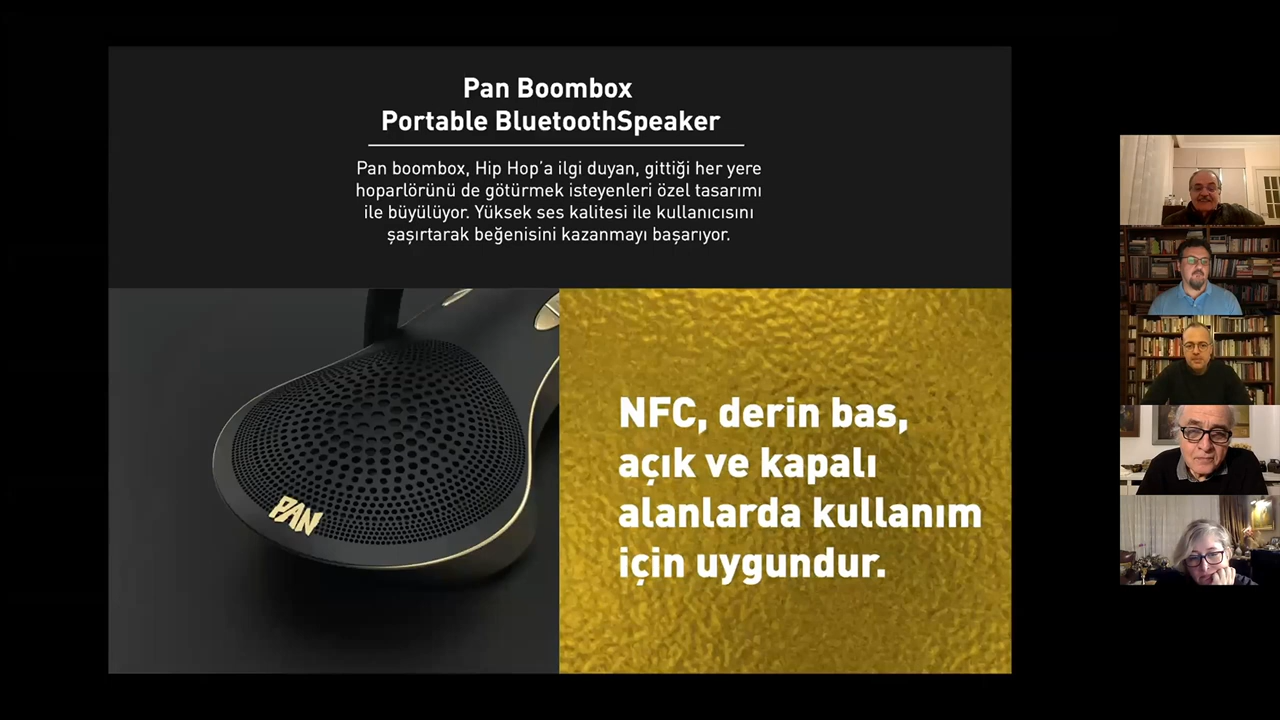 Pan Boombox
Portable BluetoothSpeaker
Pan boombox, Hip Hop'a ilgi duyan, gittiği her yere
hoparlörünü de götürmek isteyenleri özel tasarımı
ile büyülüyor. Yüksek ses kalitesi ile kullanıcısını
şaşırtarak beğenisini kazanmayı başarıyor.
PAN
NFC, derin bas,
açık ve kapalı
alanlarda kullanım
için uygundur.